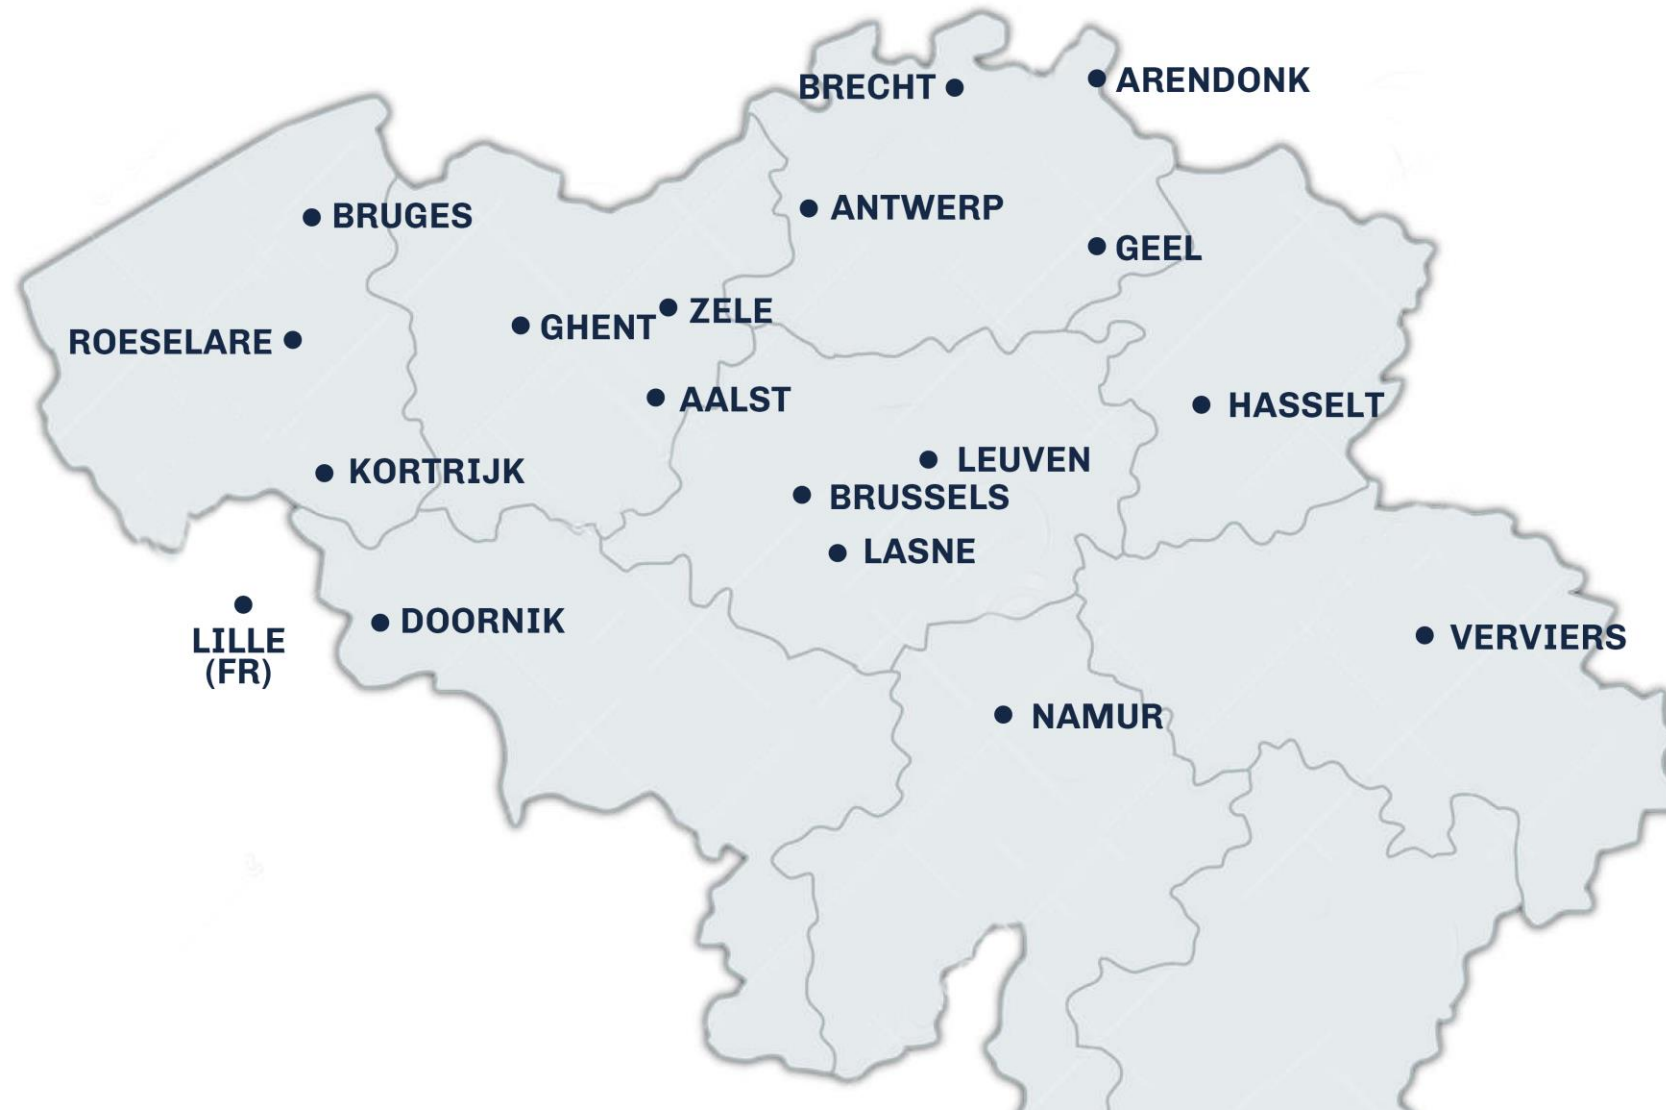 BRECHT
ARENDONK
BRUGES
ANTWERP
GEEL
ZELE
GHENT
ROESELARE
AALST
HASSELT
LEUVEN
KORTRIJK
BRUSSELS
LASNE
DOORNIK
LILLE
(FR)
VERVIERS
NAMUR